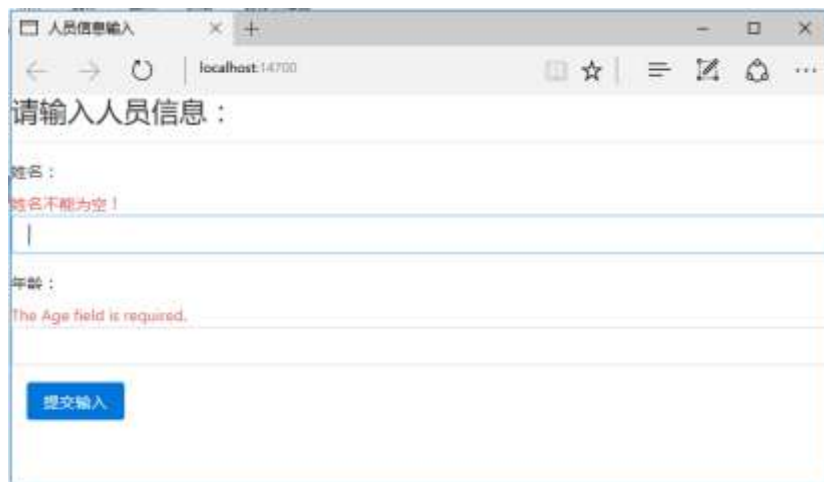 人员信息输入
localhost:14700
请输入人员信息：
姓名：
姓名不能为空！
年龄：
The Age field is required.
提交输入